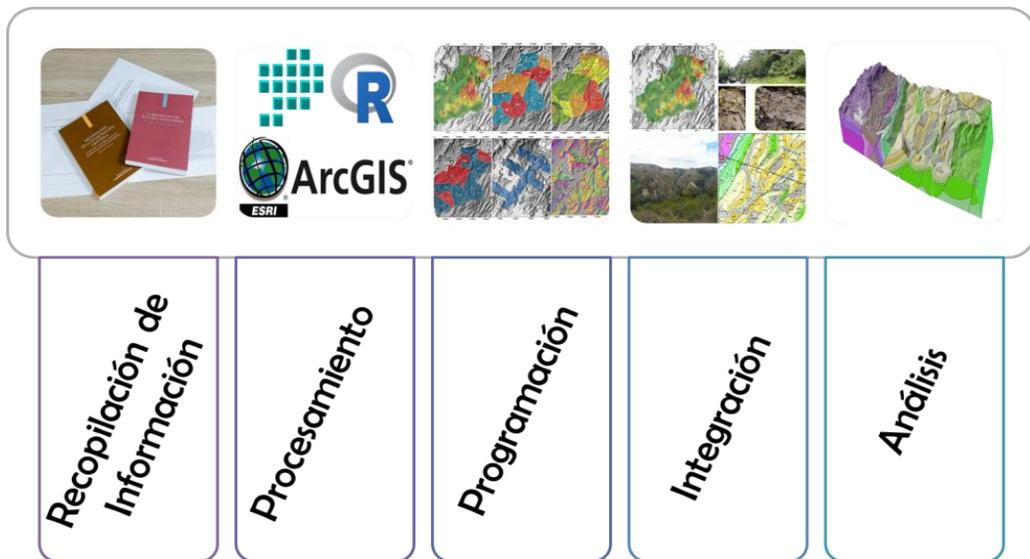 R
ArcGIS®
ESRI
Recopilación de
Información
Procesamiento
Programación
Integración
Análisis